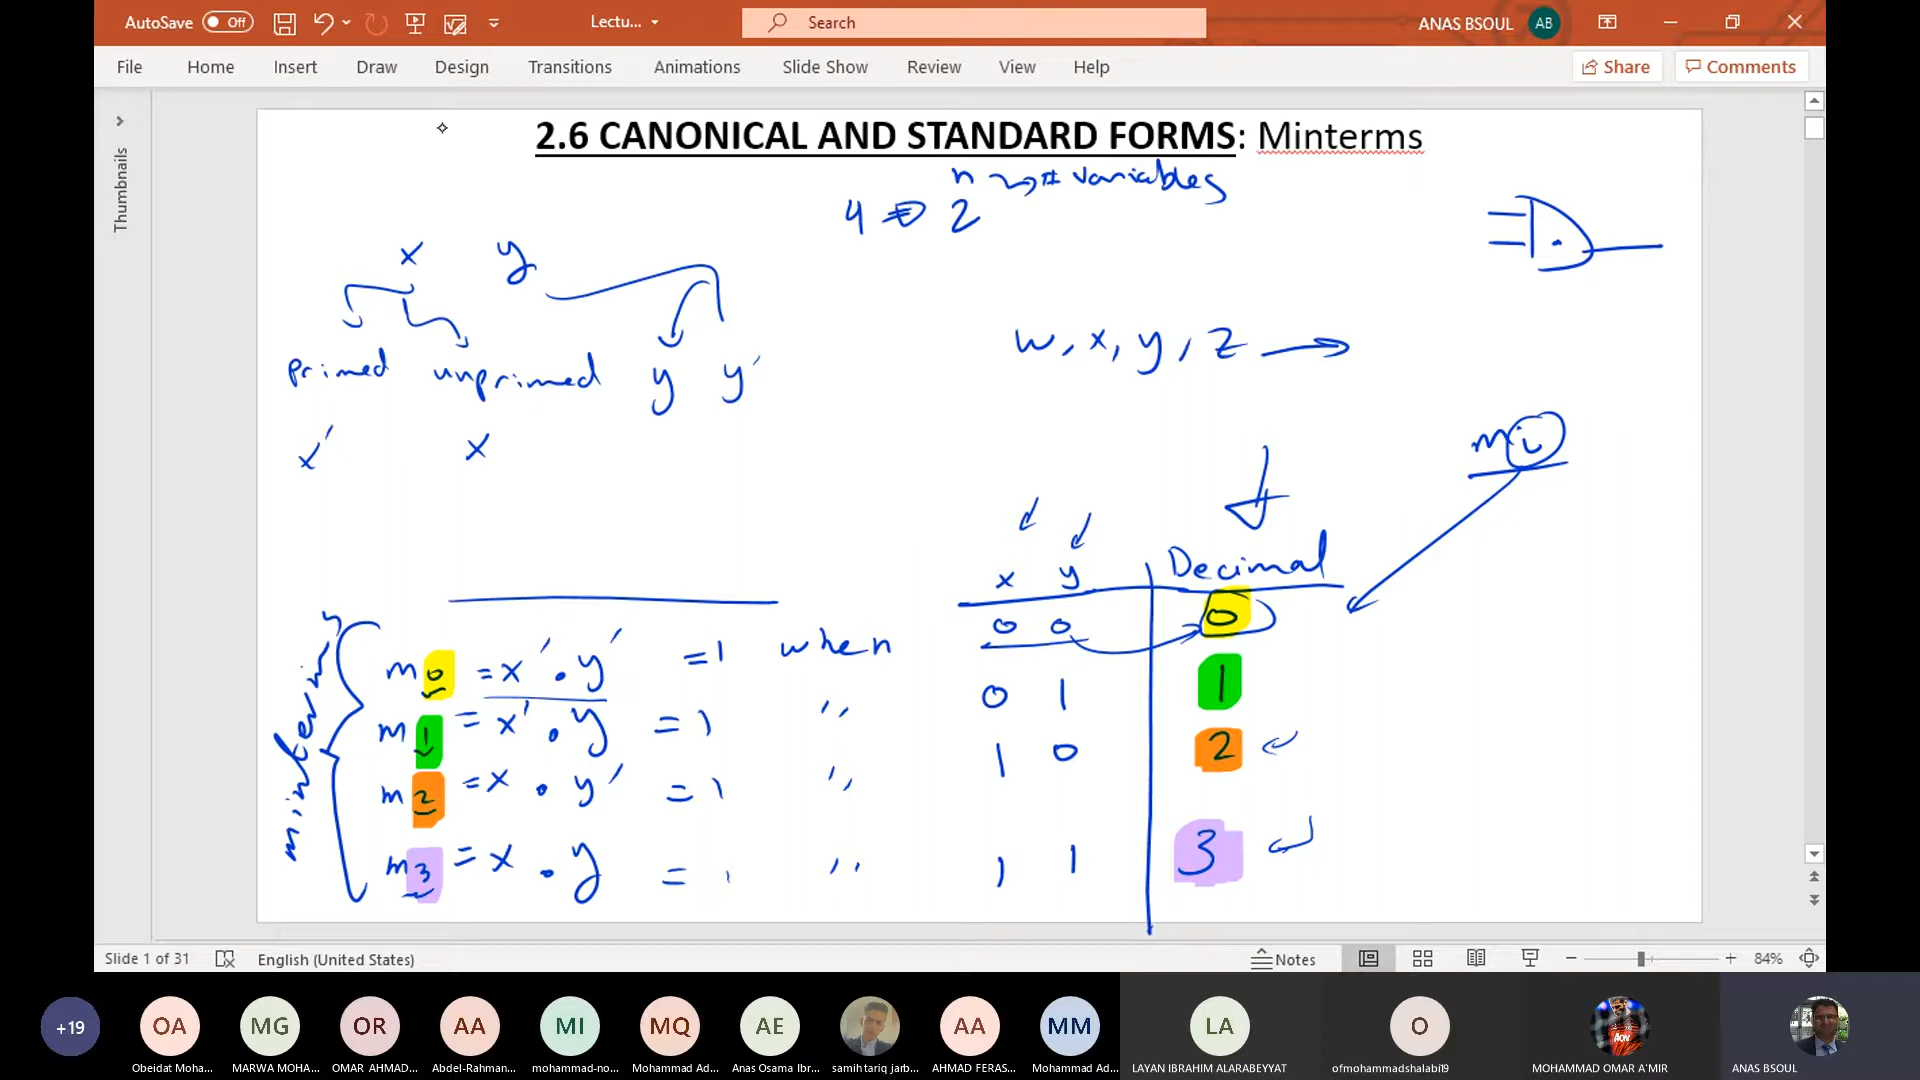 AutoSave Off Lectu... Search ANAS BSOUL AB
File Home Insert Draw Design Transitions Animations Slide Show Review View Help Share Comments
Thumbnails
2.6 CANONICAL AND STANDARD FORMS: Minterms
n # variables
4 2
x y
w, x, y, z
primed unprimed y y'
x' x
mi
x y Decimal
minterms
m0 = x' . y' = 1 when 0 0 0
m1 = x' . y = 1 " 0 1 1
m2 = x . y' = 1 " 1 0 2
m3 = x . y = 1 " 1 1 3
Slide 1 of 31 English (United States) Notes 84%
+19 OA MG OR AA MI MQ AE AA MM LA O
Obeidat Moha... MARWA MOHA... OMAR AHMAD... Abdel-Rahman... mohammad-no... Mohammad Ad... Anas Osama Ibr... samih tariq jarb... AHMAD FERAS... Mohammad Ad... LAYAN IBRAHIM ALARABEYYAT ofmohammadshalabi19 MOHAMMAD OMAR A'MIR ANAS BSOUL